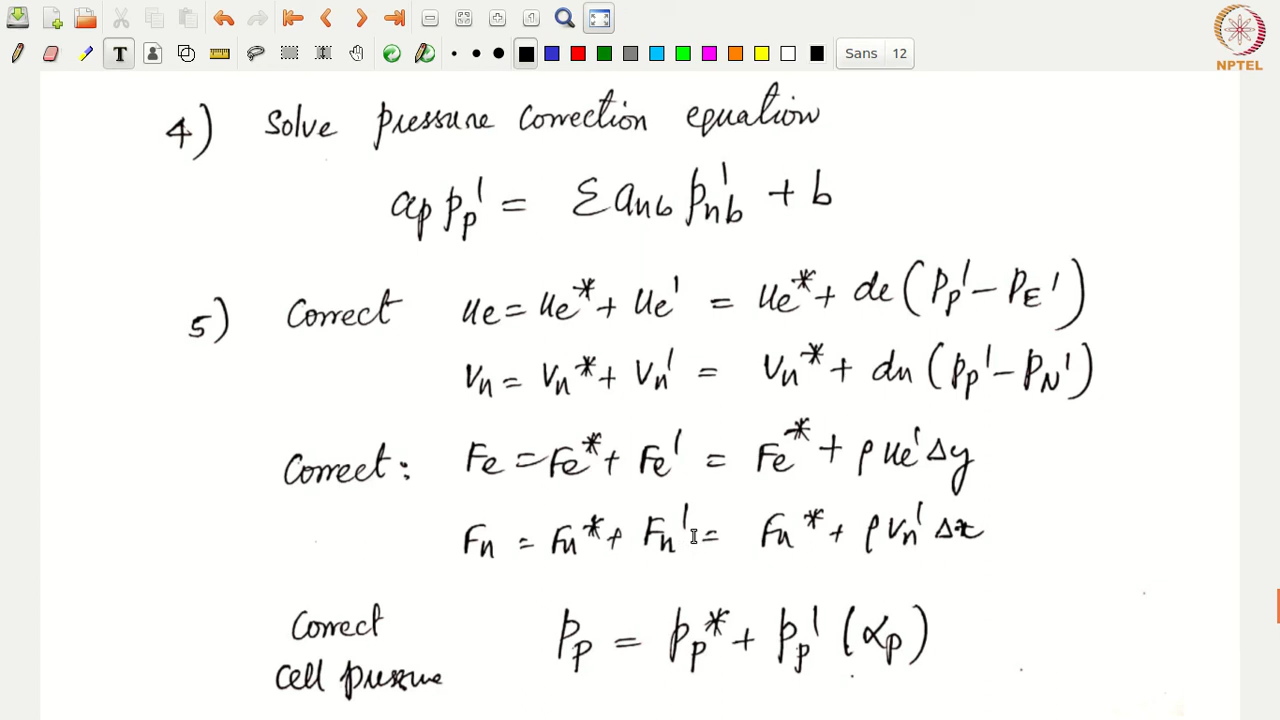 NPTEL
Sans 12
4) Solve pressure correction equation
ap pp' = Σ anb p'nb + b
5) Correct ue = ue* + ue' = ue* + de (pp' - pE')
vn = vn* + vn' = vn* + dn (pp' - pN')
Correct: Fe = Fe* + Fe' = Fe* + ρ ue' Δy
Fn = Fn* + Fn' = Fn* + ρ vn' Δx
Correct pp = pp* + pp' (αp)
cell pressure